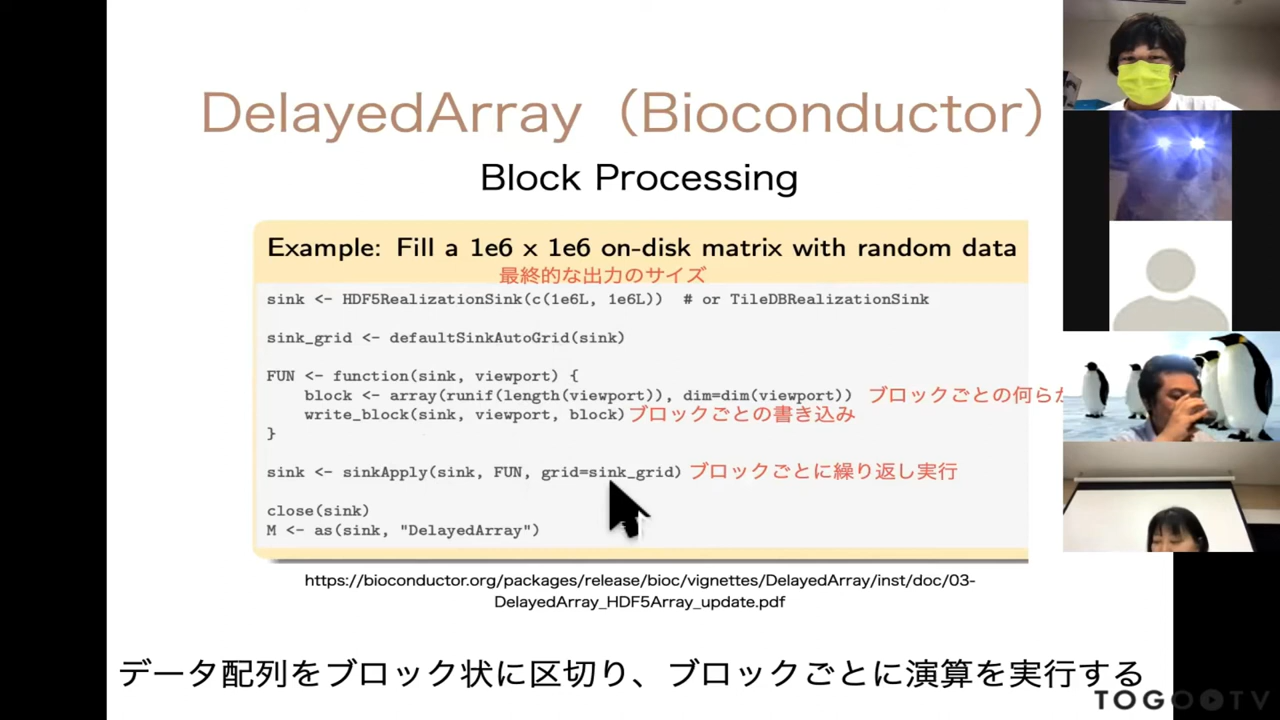 DelayedArray（Bioconductor）
Block Processing
Example: Fill a 1e6 x 1e6 on-disk matrix with random data
最終的な出力のサイズ
sink <- HDF5RealizationSink(c(1e6L, 1e6L))  # or TileDBRealizationSink
sink_grid <- defaultSinkAutoGrid(sink)
FUN <- function(sink, viewport) {
block <- array(runif(length(viewport)), dim=dim(viewport)) ブロックごとの何らか
write_block(sink, viewport, block) ブロックごとの書き込み
}
sink <- sinkApply(sink, FUN, grid=sink_grid) ブロックごとに繰り返し実行
close(sink)
M <- as(sink, "DelayedArray")
https://bioconductor.org/packages/release/bioc/vignettes/DelayedArray/inst/doc/03-
DelayedArray_HDF5Array_update.pdf
データ配列をブロック状に区切り、ブロックごとに演算を実行する
TOGOTV